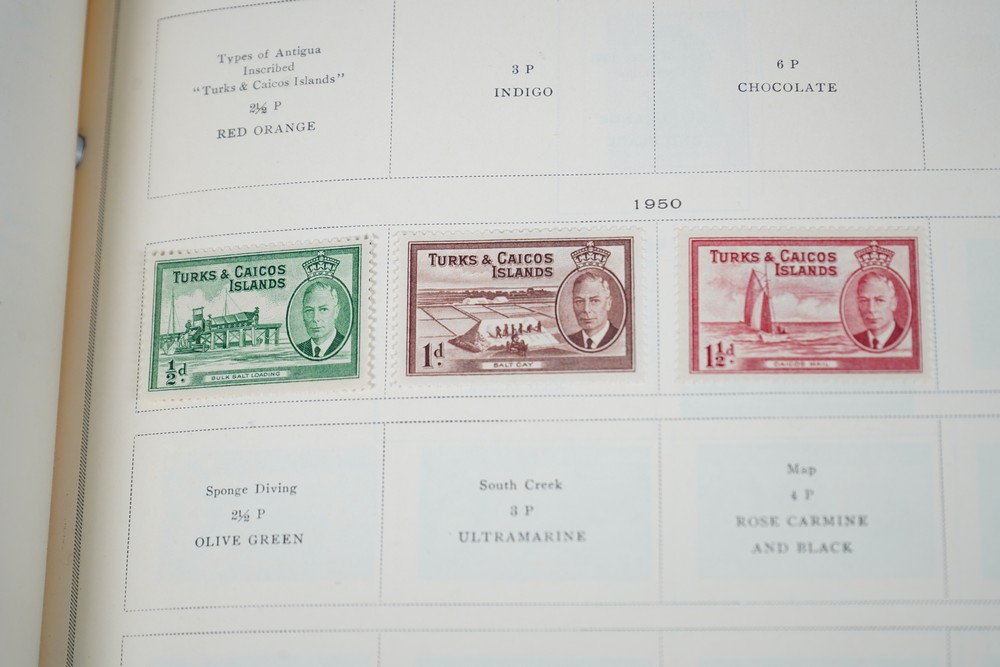 Types of Antigua
Inscribed
"Turks & Caicos Islands"
2½ P
RED ORANGE
3 P
INDIGO
6 P
CHOCOLATE
1950
TURKS & CAICOS
ISLANDS
½d.
BULK SALT LOADING
TURKS & CAICOS
ISLANDS
1d.
SALT CAY
TURKS & CAICOS
ISLANDS
1½d.
CAICOS MAIL
Sponge Diving
2½ P
OLIVE GREEN
South Creek
3 P
ULTRAMARINE
Map
4 P
ROSE CARMINE
AND BLACK